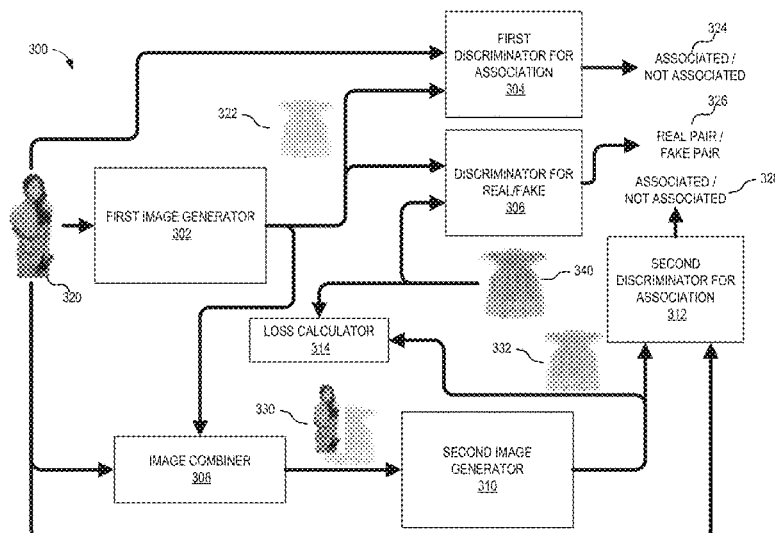 300
FIRST
DISCRIMINATOR FOR
ASSOCIATION
304
324
ASSOCIATED /
NOT ASSOCIATED
322
326
REAL PAIR /
FAKE PAIR
DISCRIMINATOR FOR
REAL/FAKE
306
328
ASSOCIATED /
NOT ASSOCIATED
FIRST IMAGE GENERATOR
302
320
340
SECOND
DISCRIMINATOR FOR
ASSOCIATION
312
LOSS CALCULATOR
314
332
330
IMAGE COMBINER
308
SECOND IMAGE
GENERATOR
310